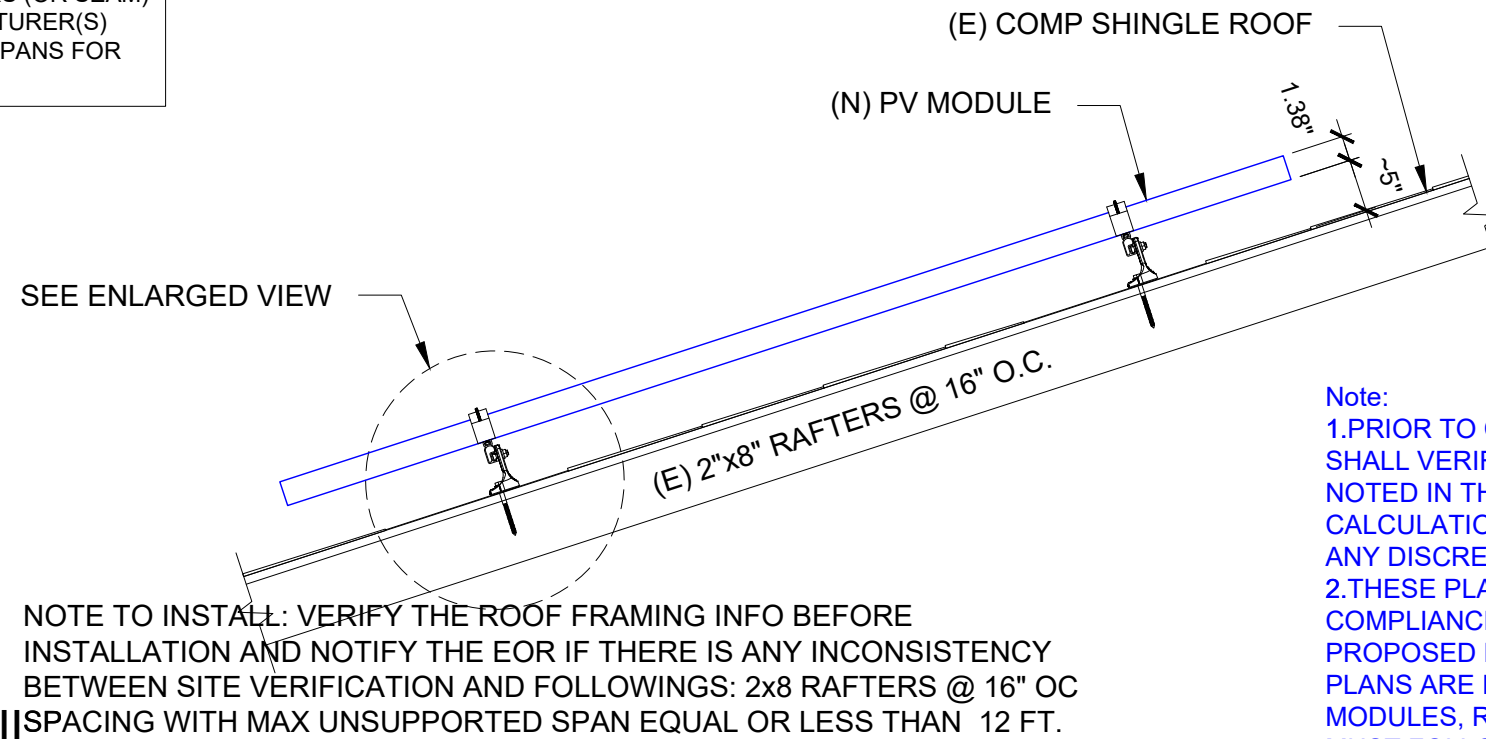 (OR SEAM)
TURER(S)
PANS FOR
(E) COMP SHINGLE ROOF
(N) PV MODULE
1.38"
~5"
SEE ENLARGED VIEW
(E) 2"x8" RAFTERS @ 16" O.C.
NOTE TO INSTALL: VERIFY THE ROOF FRAMING INFO BEFORE
INSTALLATION AND NOTIFY THE EOR IF THERE IS ANY INCONSISTENCY
BETWEEN SITE VERIFICATION AND FOLLOWINGS: 2x8 RAFTERS @ 16" OC
SPACING WITH MAX UNSUPPORTED SPAN EQUAL OR LESS THAN 12 FT.
Note:
1.PRIOR TO
SHALL VERIF
NOTED IN TH
CALCULATIO
ANY DISCRE
2.THESE PLA
COMPLIANC
PROPOSED
PLANS ARE
MODULES, R